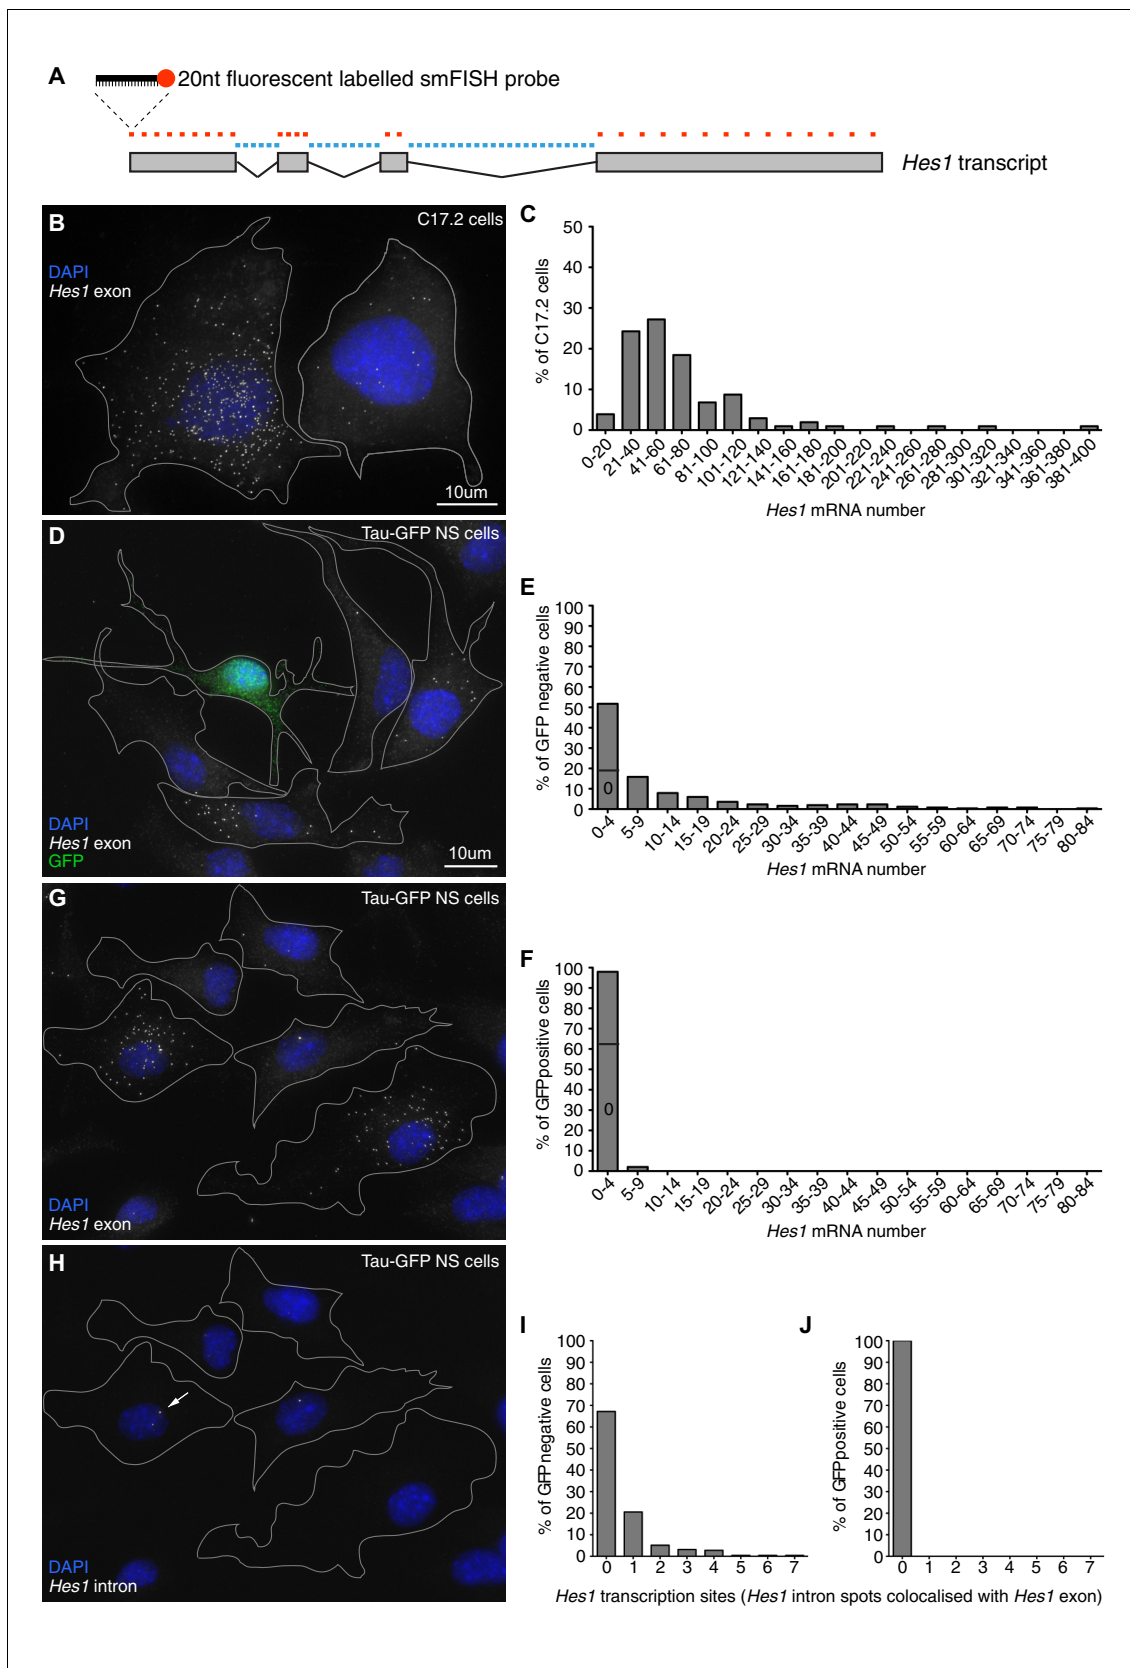 A
20nt fluorescent labelled smFISH probe
Hes1 transcript
B
C17.2 cells
DAPI
Hes1 exon
10um
C
% of C17.2 cells
50
40
30
20
10
0
0-20
21-40
41-60
61-80
81-100
101-120
121-140
141-160
161-180
181-200
201-220
221-240
241-260
261-280
281-300
301-320
321-340
341-360
361-380
381-400
Hes1 mRNA number
D
Tau-GFP NS cells
DAPI
Hes1 exon
GFP
10um
E
% of GFP negative cells
100
90
80
70
60
50
40
30
20
10
0
0
0-4
5-9
10-14
15-19
20-24
25-29
30-34
35-39
40-44
45-49
50-54
55-59
60-64
65-69
70-74
75-79
80-84
Hes1 mRNA number
G
Tau-GFP NS cells
DAPI
Hes1 exon
F
% of GFPpositive cells
100
90
80
70
60
50
40
30
20
10
0
0
0-4
5-9
10-14
15-19
20-24
25-29
30-34
35-39
40-44
45-49
50-54
55-59
60-64
65-69
70-74
75-79
80-84
Hes1 mRNA number
H
Tau-GFP NS cells
DAPI
Hes1 intron
I
% of GFPnegative cells
100
90
80
70
60
50
40
30
20
10
0
0 1 2 3 4 5 6 7
J
% of GFPpositive cells
100
90
80
70
60
50
40
30
20
10
0
0 1 2 3 4 5 6 7
Hes1 transcription sites (Hes1 intron spots colocalised with Hes1 exon)